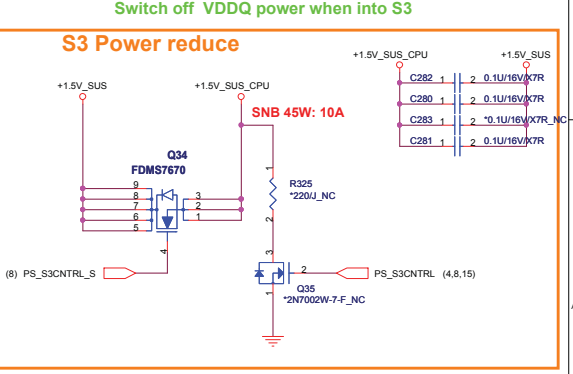 Switch off VDDQ power when into S3
S3 Power reduce
+1.5V_SUS_CPU
+1.5V_SUS
C282 1 2 0.1U/16V/X7R
C280 1 2 0.1U/16V/X7R
C283 1 2 *0.1U/16V/X7R_NC
C281 1 2 0.1U/16V/X7R
+1.5V_SUS
+1.5V_SUS_CPU
SNB 45W: 10A
Q34
FDMS7670
9
8
7
6
5
3
2
1
4
1
R325
*220/J_NC
2
(8) PS_S3CNTRL_S
3
2
PS_S3CNTRL (4,8,15)
Q35
*2N7002W-7-F_NC
1